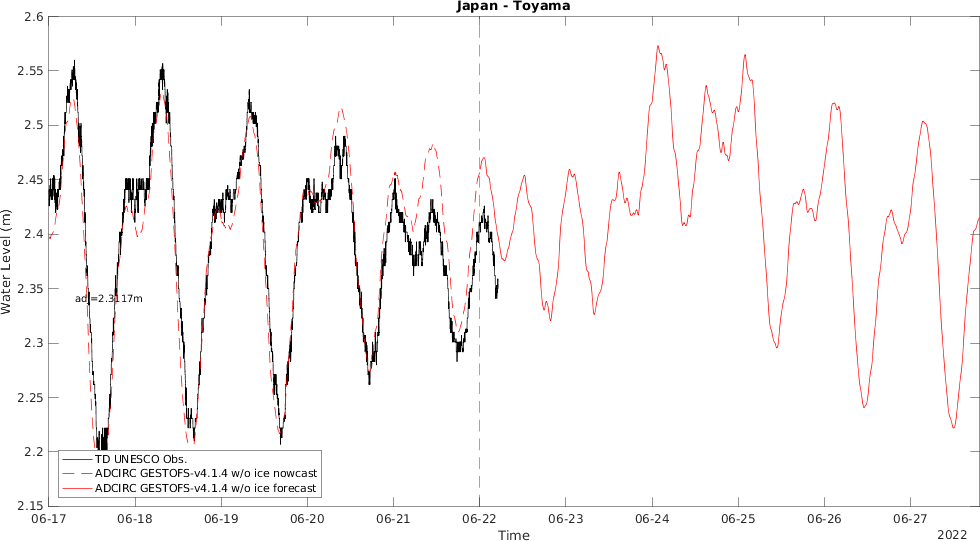 Japan - Toyama
2.6
2.55
2.5
2.45
2.4
2.35
2.3
2.25
2.2
2.15
Water Level (m)
adj=2.3117m
TD UNESCO Obs.
ADCIRC GESTOFS-v4.1.4 w/o ice nowcast
ADCIRC GESTOFS-v4.1.4 w/o ice forecast
06-17 06-18 06-19 06-20 06-21 06-22 06-23 06-24 06-25 06-26 06-27
Time
2022